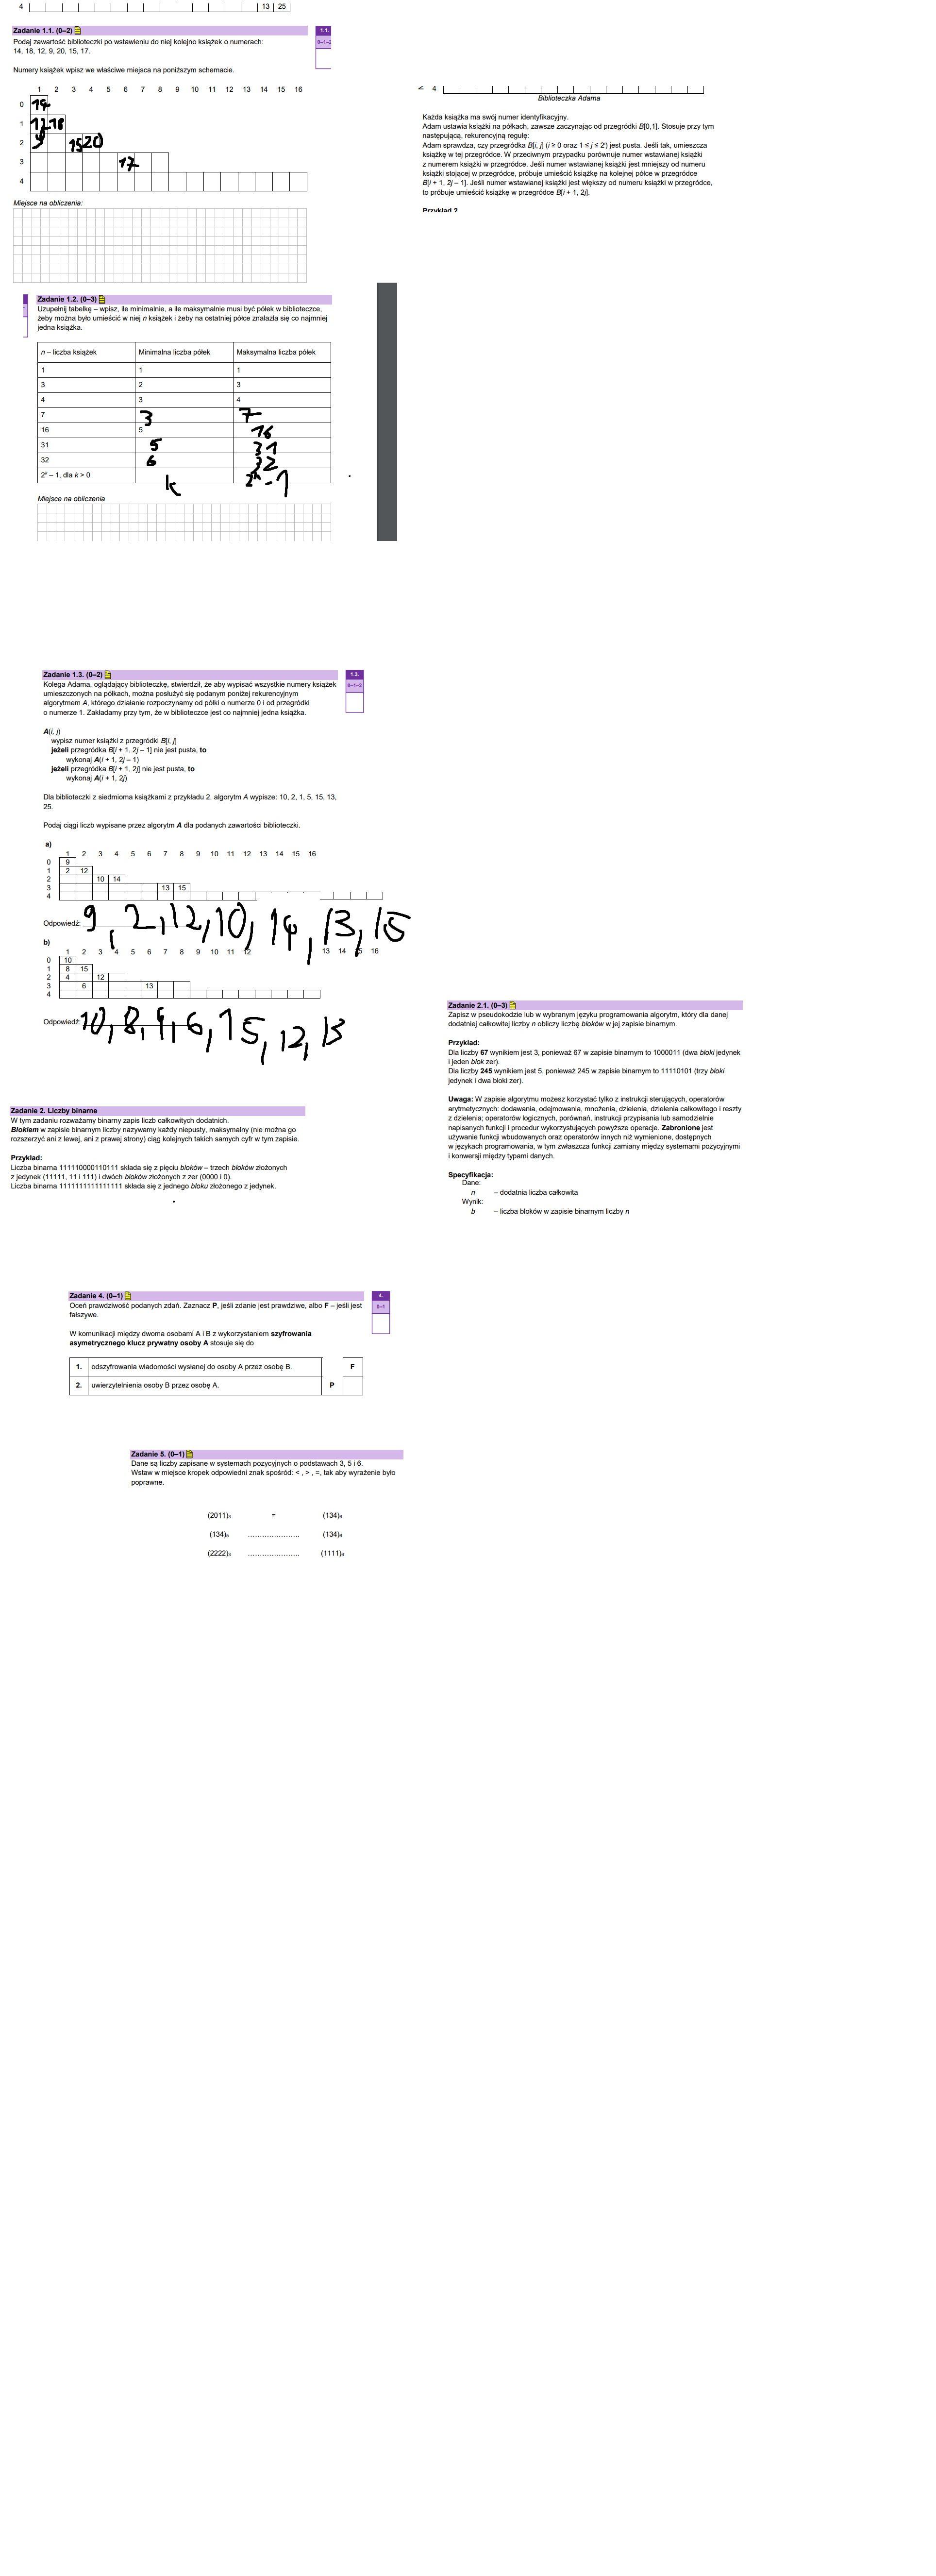 4 13 25
Zadanie 1.1. (0–2)
1.1.
0–1–2
Podaj zawartość biblioteczki po wstawieniu do niej kolejno książek o numerach:
14, 18, 12, 9, 20, 15, 17.
Numery książek wpisz we właściwe miejsca na poniższym schemacie.
1 2 3 4 5 6 7 8 9 10 11 12 13 14 15 16
0 14
1 12 18
2 9 15 20
3 17
4
Miejsce na obliczenia:
4
Biblioteczka Adama
Każda książka ma swój numer identyfikacyjny.
Adam ustawia książki na półkach, zawsze zaczynając od przegródki B[0,1]. Stosuje przy tym
następującą, rekurencyjną regułę:
Adam sprawdza, czy przegródka B[i, j] (i ≥ 0 oraz 1 ≤ j ≤ 2ⁱ) jest pusta. Jeśli tak, umieszcza
książkę w tej przegródce. W przeciwnym przypadku porównuje numer wstawianej książki
z numerem książki w przegródce. Jeśli numer wstawianej książki jest mniejszy od numeru
książki stojącej w przegródce, próbuje umieścić książkę na kolejnej półce w przegródce
B[i + 1, 2j – 1]. Jeśli numer wstawianej książki jest większy od numeru książki w przegródce,
to próbuje umieścić książkę w przegródce B[i + 1, 2j].
Przykład 2.
Zadanie 1.2. (0–3)
Uzupełnij tabelkę – wpisz, ile minimalnie, a ile maksymalnie musi być półek w biblioteczce,
żeby można było umieścić w niej n książek i żeby na ostatniej półce znalazła się co najmniej
jedna książka.
n – liczba książek Minimalna liczba półek Maksymalna liczba półek
1 1 1
3 2 3
4 3 4
7 3 7
16 5 16
31 5 31
32 6 32
2ᵏ – 1, dla k > 0 k 2ᵏ-1
Miejsce na obliczenia
Zadanie 1.3. (0–2)
1.3.
0–1–2
Kolega Adama, oglądający biblioteczkę, stwierdził, że aby wypisać wszystkie numery książek
umieszczonych na półkach, można posłużyć się podanym poniżej rekurencyjnym
algorytmem A, którego działanie rozpoczynamy od półki o numerze 0 i od przegródki
o numerze 1. Zakładamy przy tym, że w biblioteczce jest co najmniej jedna książka.
A(i, j)
wypisz numer książki z przegródki B[i, j]
jeżeli przegródka B[i + 1, 2j – 1] nie jest pusta, to
wykonaj A(i + 1, 2j – 1)
jeżeli przegródka B[i + 1, 2j] nie jest pusta, to
wykonaj A(i + 1, 2j)
Dla biblioteczki z siedmioma książkami z przykładu 2. algorytm A wypisze: 10, 2, 1, 5, 15, 13,
25.
Podaj ciągi liczb wypisane przez algorytm A dla podanych zawartości biblioteczki.
a)
1 2 3 4 5 6 7 8 9 10 11 12 13 14 15 16
0 9
1 2 12
2 10 14
3 13 15
4
Odpowiedź: 9, 2, 12, 10, 14, 13, 15
b)
1 2 3 4 5 6 7 8 9 10 11 12 13 14 15 16
0 10
1 8 15
2 4 12
3 6 13
4
Odpowiedź: 10, 8, 4, 6, 15, 12, 13
Zadanie 2. Liczby binarne
W tym zadaniu rozważamy binarny zapis liczb całkowitych dodatnich.
Blokiem w zapisie binarnym liczby nazywamy każdy niepusty, maksymalny (nie można go
rozszerzyć ani z lewej, ani z prawej strony) ciąg kolejnych takich samych cyfr w tym zapisie.
Przykład:
Liczba binarna 111110000110111 składa się z pięciu bloków – trzech bloków złożonych
z jedynek (11111, 11 i 111) i dwóch bloków złożonych z zer (0000 i 0).
Liczba binarna 1111111111111111 składa się z jednego bloku złożonego z jedynek.
Zadanie 2.1. (0–3)
Zapisz w pseudokodzie lub w wybranym języku programowania algorytm, który dla danej
dodatniej całkowitej liczby n obliczy liczbę bloków w jej zapisie binarnym.
Przykład:
Dla liczby 67 wynikiem jest 3, ponieważ 67 w zapisie binarnym to 1000011 (dwa bloki jedynek
i jeden blok zer).
Dla liczby 245 wynikiem jest 5, ponieważ 245 w zapisie binarnym to 11110101 (trzy bloki
jedynek i dwa bloki zer).
Uwaga: W zapisie algorytmu możesz korzystać tylko z instrukcji sterujących, operatorów
arytmetycznych: dodawania, odejmowania, mnożenia, dzielenia, dzielenia całkowitego i reszty
z dzielenia; operatorów logicznych, porównań, instrukcji przypisania lub samodzielnie
napisanych funkcji i procedur wykorzystujących powyższe operacje. Zabronione jest
używanie funkcji wbudowanych oraz operatorów innych niż wymienione, dostępnych
w językach programowania, w tym zwłaszcza funkcji zamiany między systemami pozycyjnymi
i konwersji między typami danych.
Specyfikacja:
Dane:
n – dodatnia liczba całkowita
Wynik:
b – liczba bloków w zapisie binarnym liczby n
Zadanie 4. (0–1)
4.
0–1
Oceń prawdziwość podanych zdań. Zaznacz P, jeśli zdanie jest prawdziwe, albo F – jeśli jest
fałszywe.
W komunikacji między dwoma osobami A i B z wykorzystaniem szyfrowania
asymetrycznego klucz prywatny osoby A stosuje się do
1. odszyfrowania wiadomości wysłanej do osoby A przez osobę B. F
2. uwierzytelnienia osoby B przez osobę A. P
Zadanie 5. (0–1)
Dane są liczby zapisane w systemach pozycyjnych o podstawach 3, 5 i 6.
Wstaw w miejsce kropek odpowiedni znak spośród: < , > , =, tak aby wyrażenie było
poprawne.
(2011)₃ = (134)₆
(134)₅ ………………… (134)₆
(2222)₃ ………………… (1111)₆